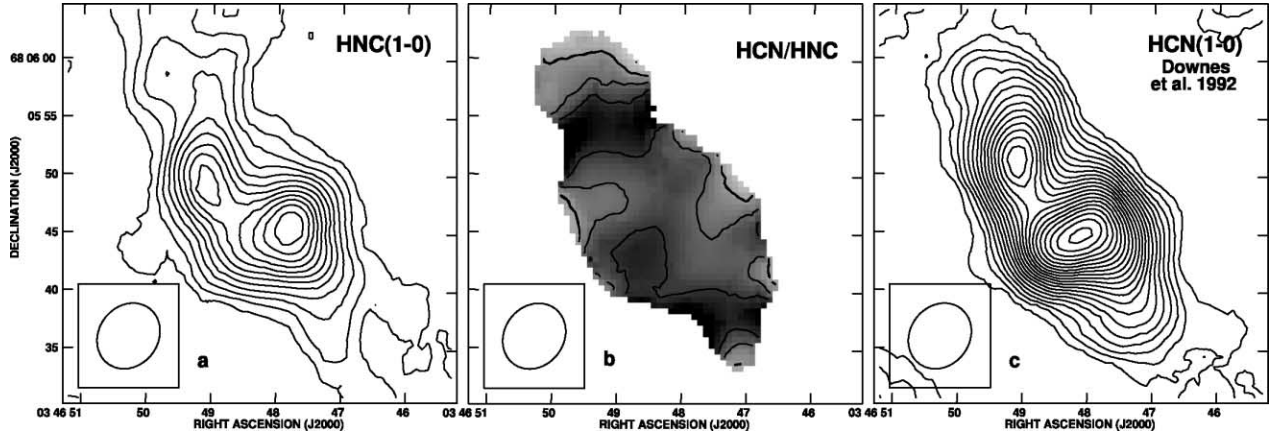 HNC(1-0)
HCN/HNC
HCN(1-0)
Downes
et al. 1992
68 06 00
05 55
50
45
40
35
DECLINATION (J2000)
a
b
c
03 46 51
50
49
48
47
46
03 46 51
50
49
48
47
46
03 46 51
50
49
48
47
46
RIGHT ASCENSION (J2000)
RIGHT ASCENSION (J2000)
RIGHT ASCENSION (J2000)